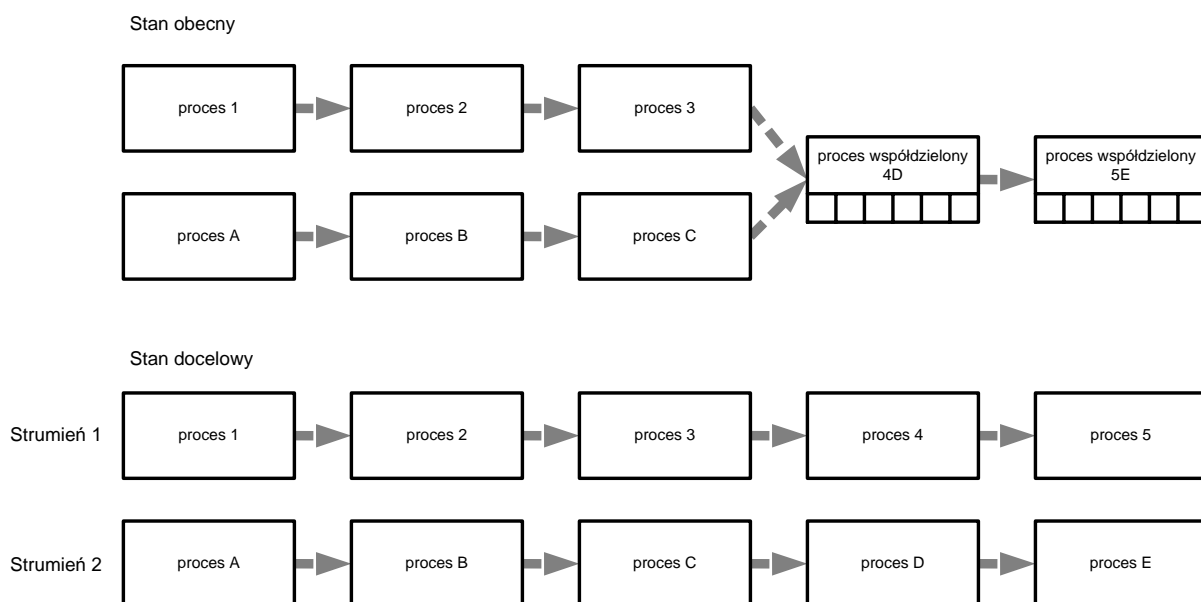 Stan obecny
proces 1
proces 2
proces 3
proces współdzielony
4D
proces współdzielony
5E
proces A
proces B
proces C
Stan docelowy
Strumień 1
proces 1
proces 2
proces 3
proces 4
proces 5
Strumień 2
proces A
proces B
proces C
proces D
proces E